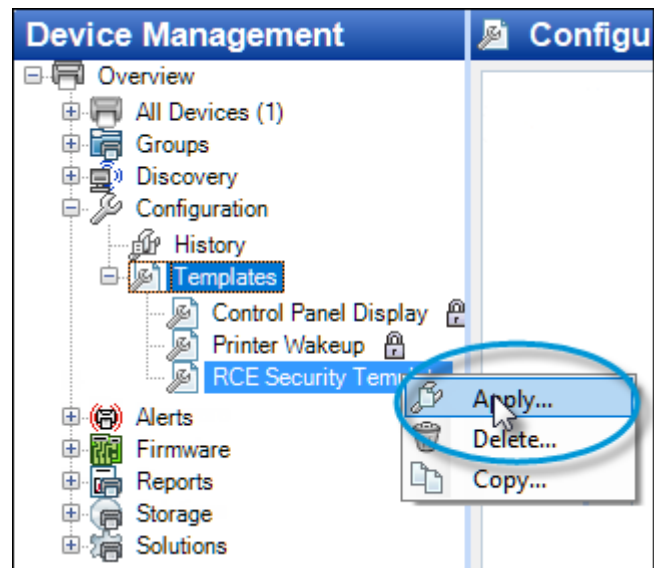 Device Management
Configu
Overview
All Devices (1)
Groups
Discovery
Configuration
History
Templates
Control Panel Display
Printer Wakeup
RCE Security
Apply...
Delete...
Copy...
Alerts
Firmware
Reports
Storage
Solutions